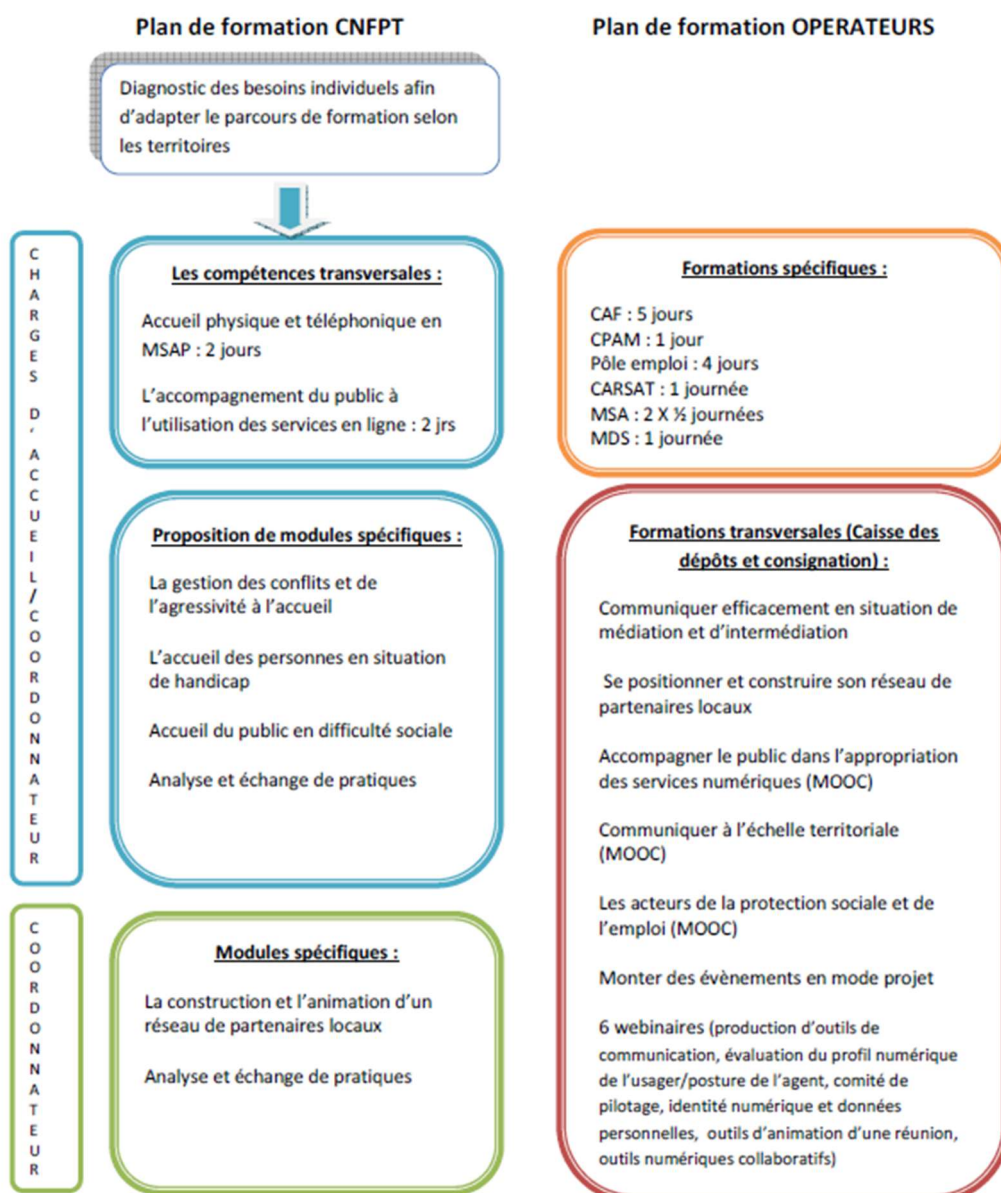 Plan de formation CNFPT
Plan de formation OPERATEURS
Diagnostic des besoins individuels afin
d'adapter le parcours de formation selon
les territoires
CHARGES D' ACCUEIL/COORDONNATEUR
Les compétences transversales :
Accueil physique et téléphonique en
MSAP : 2 jours
L'accompagnement du public à
l'utilisation des services en ligne : 2 jrs
Formations spécifiques :
CAF : 5 jours
CPAM : 1 jour
Pôle emploi : 4 jours
CARSAT : 1 journée
MSA : 2 X ½ journées
MDS : 1 journée
Proposition de modules spécifiques :
La gestion des conflits et de
l'agressivité à l'accueil
L'accueil des personnes en situation
de handicap
Accueil du public en difficulté sociale
Analyse et échange de pratiques
Formations transversales (Caisse des
dépôts et consignation) :
Communiquer efficacement en situation de
médiation et d'intermédiation
Se positionner et construire son réseau de
partenaires locaux
Accompagner le public dans l'appropriation
des services numériques (MOOC)
Communiquer à l'échelle territoriale
(MOOC)
Les acteurs de la protection sociale et de
l'emploi (MOOC)
Monter des évènements en mode projet
6 webinaires (production d'outils de
communication, évaluation du profil numérique
de l'usager/posture de l'agent, comité de
pilotage, identité numérique et données
personnelles, outils d'animation d'une réunion,
outils numériques collaboratifs)
COORDONNATEUR
Modules spécifiques :
La construction et l'animation d'un
réseau de partenaires locaux
Analyse et échange de pratiques